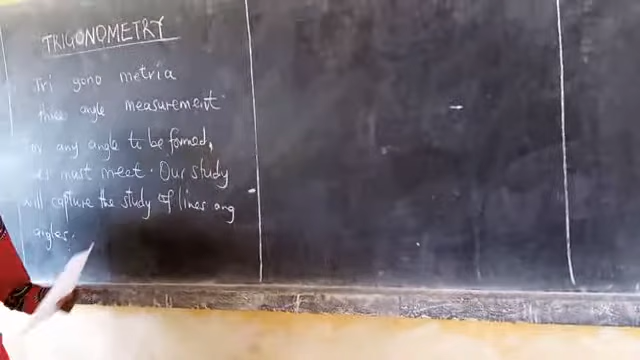 TRIGONOMETRY
Tri gono metria
three angle measurement
For any angle to be formed,
must meet. Our study
will capture the study of lines ang
angles.